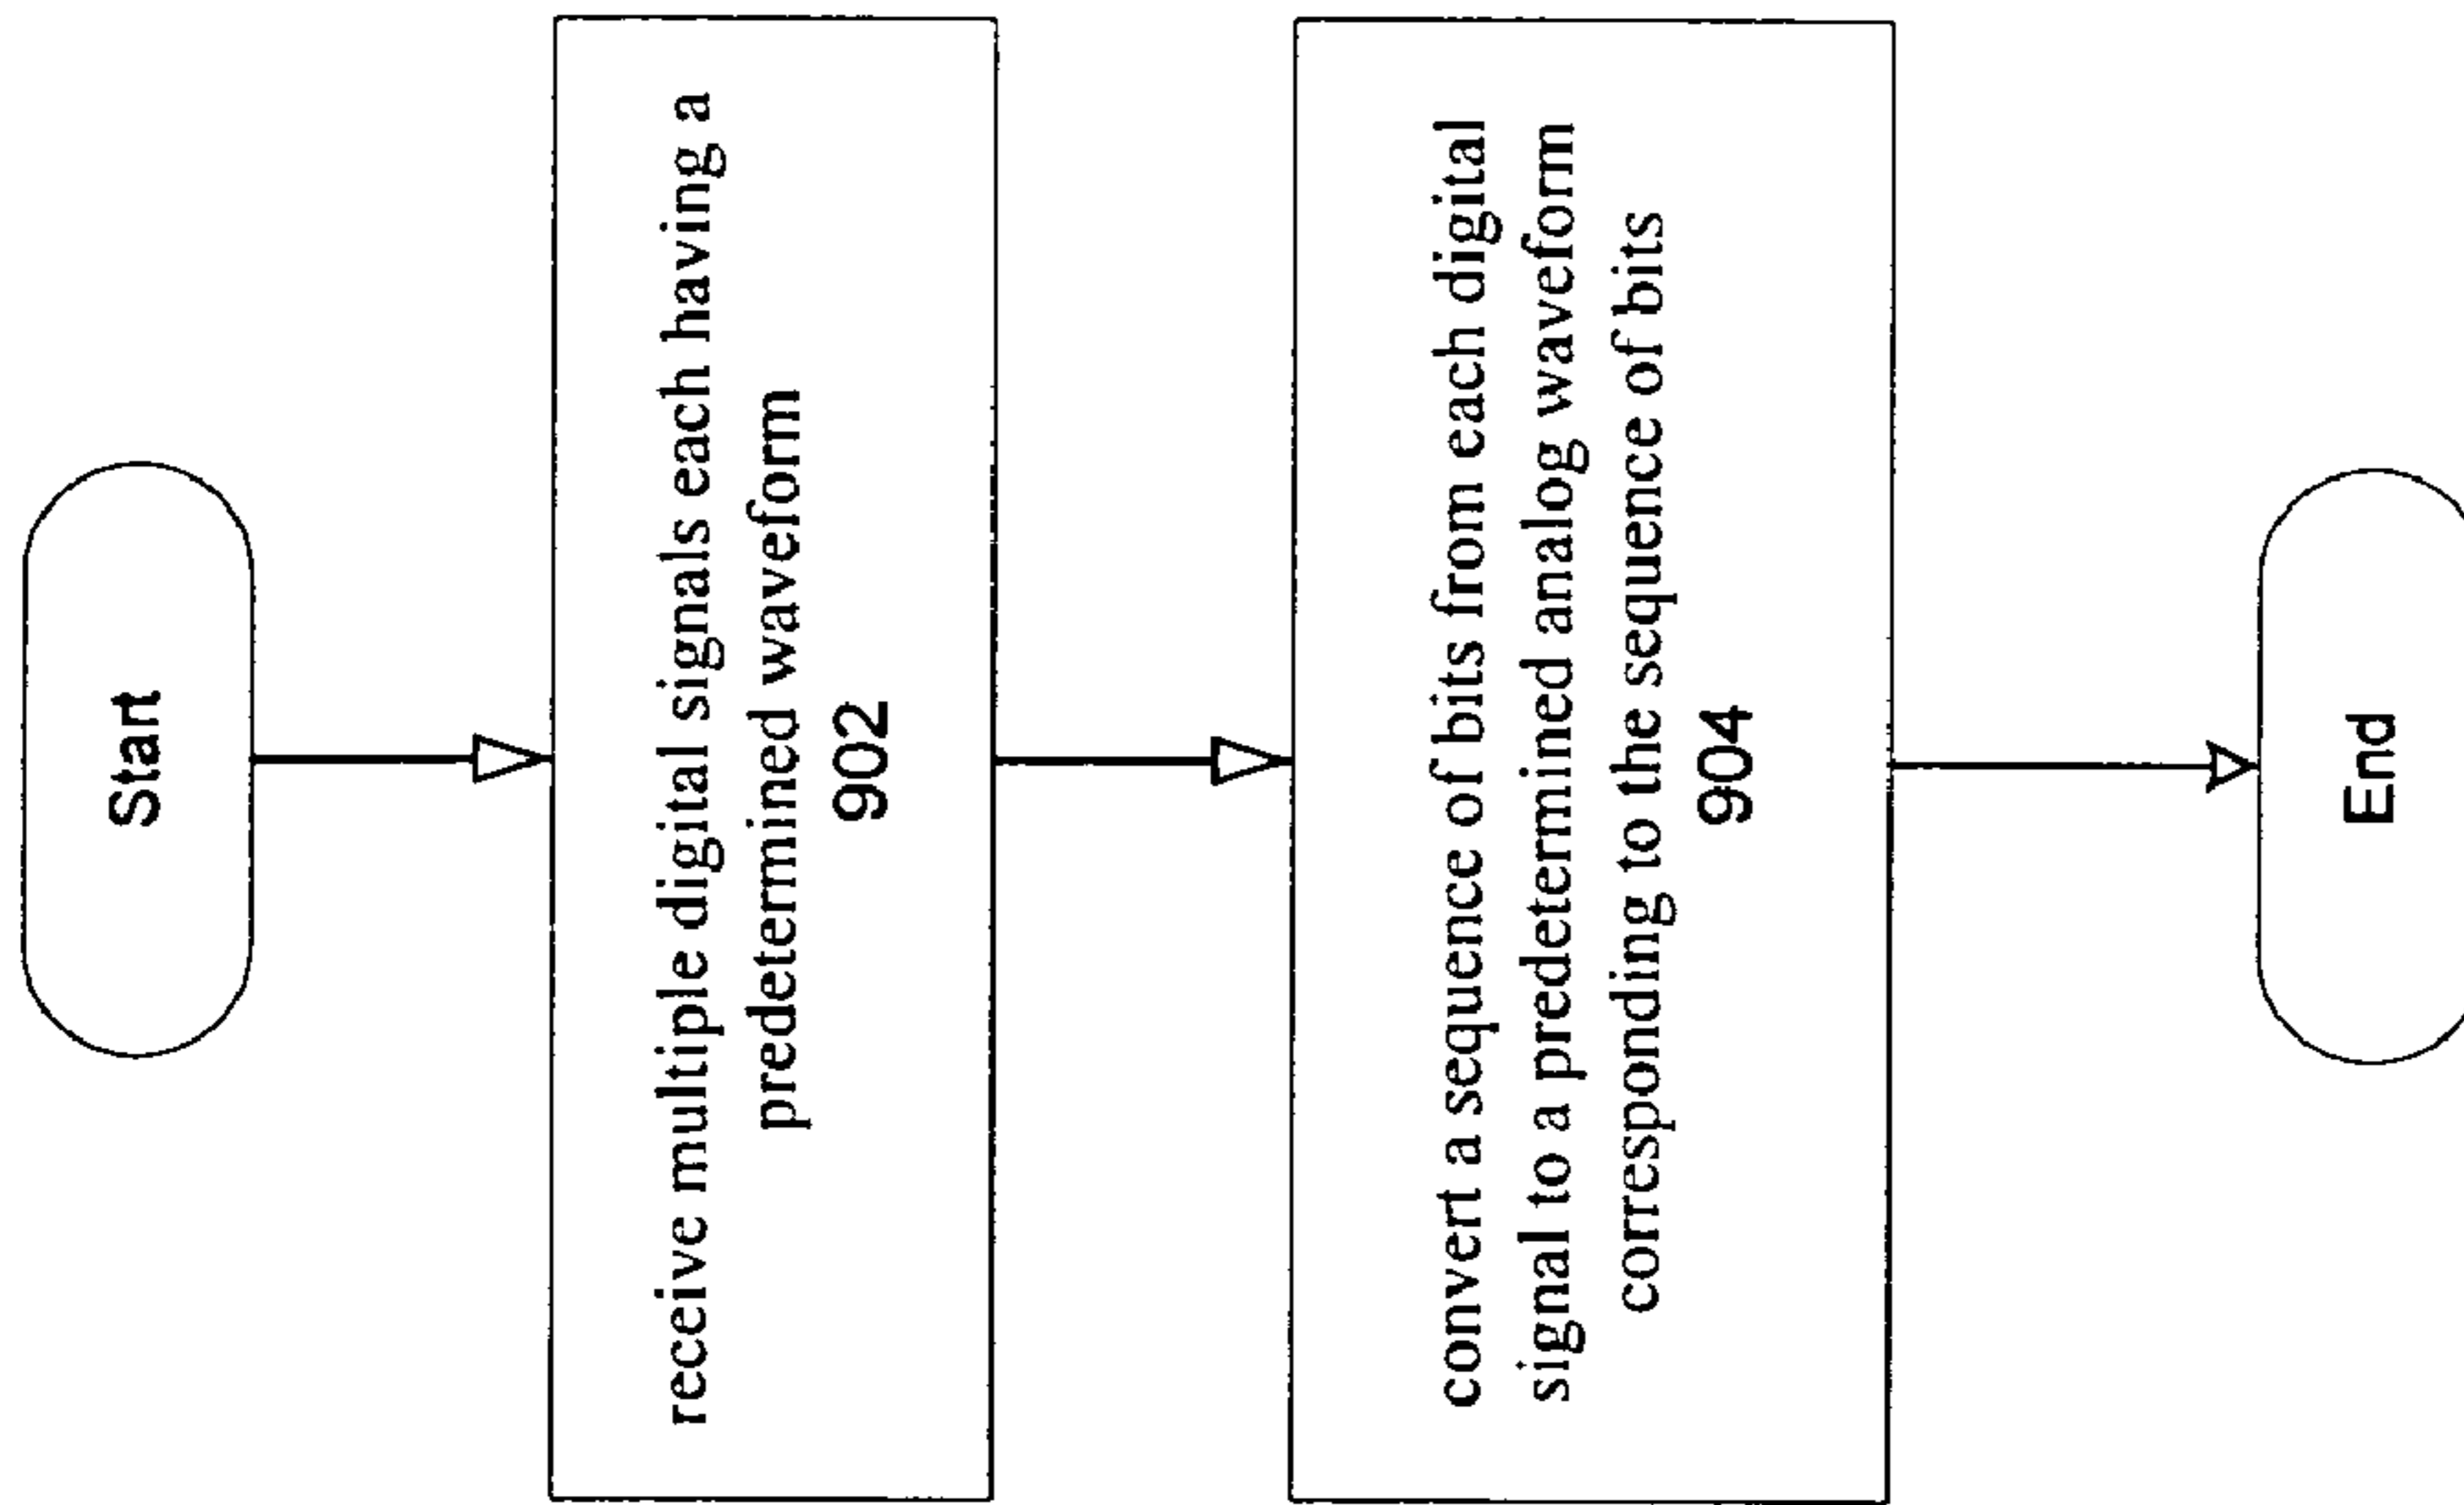 Start
receive multiple digital signals each having a
predetermined waveform
902
convert a sequence of bits from each digital
signal to a predetermined analog waveform
corresponding to the sequence of bits
904
End